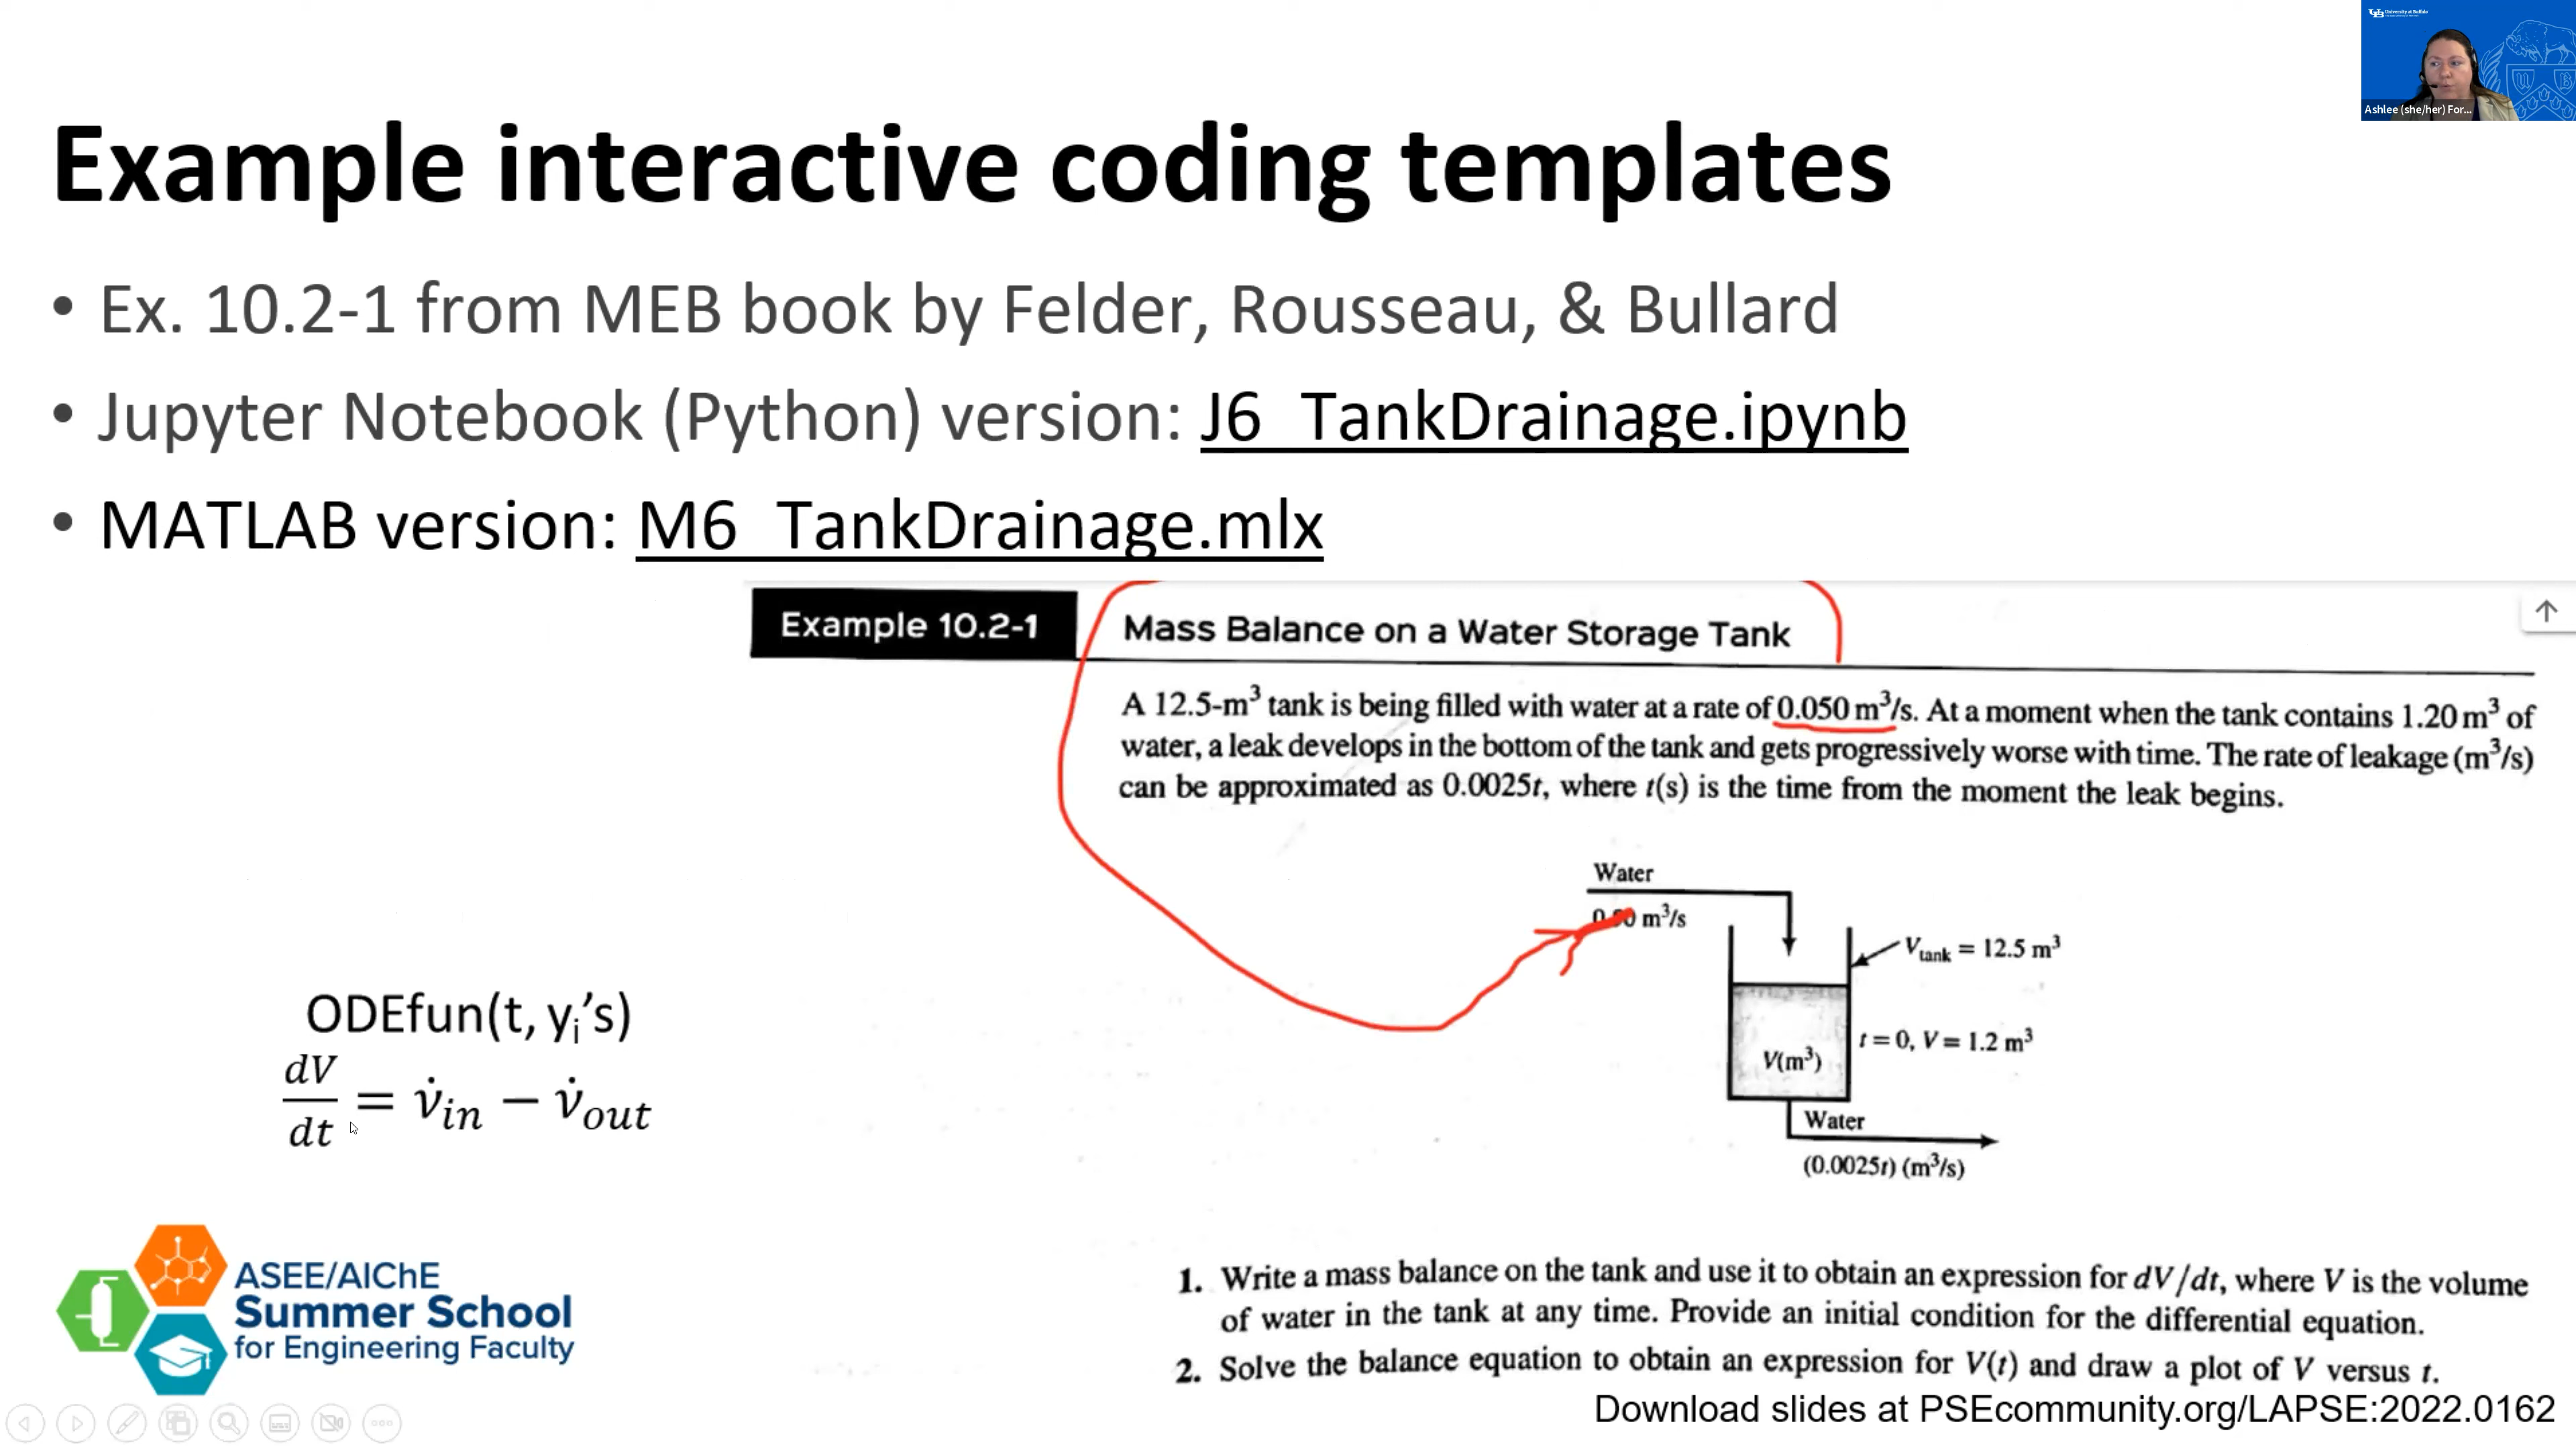 University at Buffalo
Ashlee (she/her) For...
Example interactive coding templates
• Ex. 10.2-1 from MEB book by Felder, Rousseau, & Bullard
• Jupyter Notebook (Python) version: J6_TankDrainage.ipynb
• MATLAB version: M6_TankDrainage.mlx
Example 10.2-1 Mass Balance on a Water Storage Tank
A 12.5-m³ tank is being filled with water at a rate of 0.050 m³/s. At a moment when the tank contains 1.20 m³ of
water, a leak develops in the bottom of the tank and gets progressively worse with time. The rate of leakage (m³/s)
can be approximated as 0.0025t, where t(s) is the time from the moment the leak begins.
Water
m³/s
V_tank = 12.5 m³
t = 0, V = 1.2 m³
V(m³)
Water
(0.0025t) (m³/s)
ODEfun(t, yᵢ's)
dV/dt = v̇_in − v̇_out
1. Write a mass balance on the tank and use it to obtain an expression for dV/dt, where V is the volume
of water in the tank at any time. Provide an initial condition for the differential equation.
2. Solve the balance equation to obtain an expression for V(t) and draw a plot of V versus t.
ASEE/AIChE
Summer School
for Engineering Faculty
Download slides at PSEcommunity.org/LAPSE:2022.0162